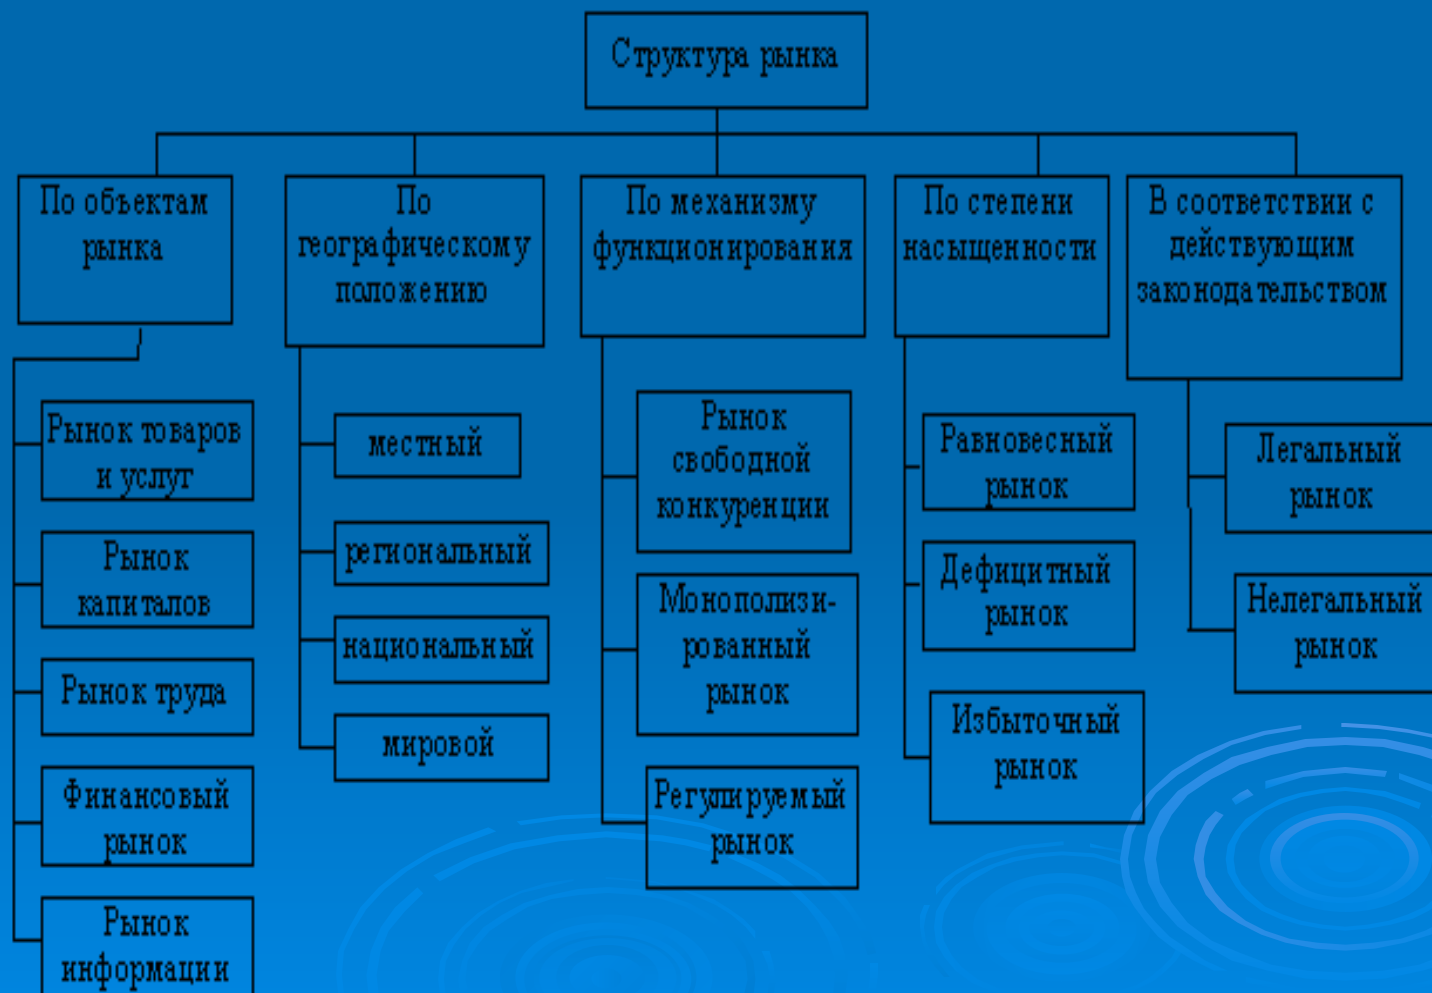 Структура рынка
По объектам
рынка
Рынок товаров
и услуг
Рынок
капиталов
Рынок труда
Финансовый
рынок
Рынок
информации
По
географическому
положению
местный
региональный
национальный
мировой
По механизму
функционирования
Рынок
свободной
конкуренции
Монополизи-
рованный
рынок
Регулируемый
рынок
По степени
насыщенности
Равновесный
рынок
Дефицитный
рынок
Избыточный
рынок
В соответствии с
действующим
законодательством
Легальный
рынок
Нелегальный
рынок